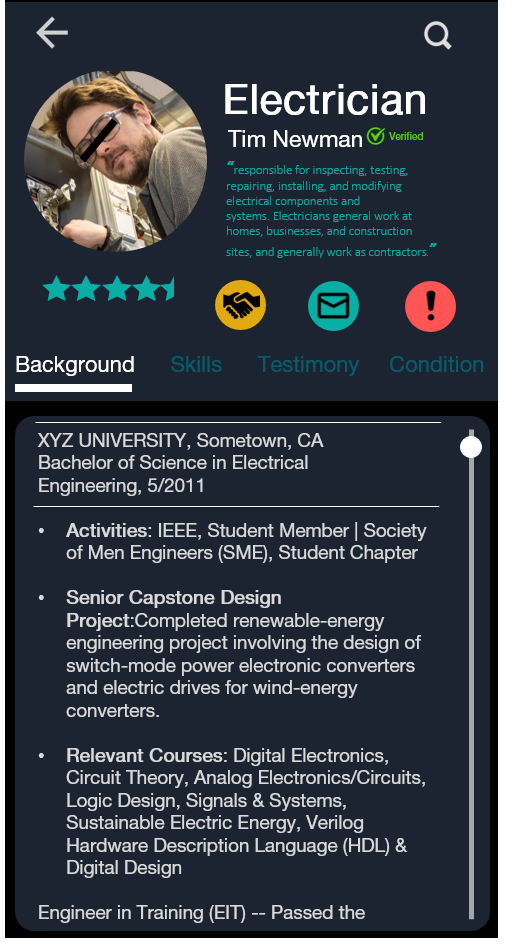 Electrician
Tim Newman Verified
“responsible for inspecting, testing,
repairing, installing, and modifying
electrical components and
systems. Electricians general work at
homes, businesses, and construction
sites, and generally work as contractors.”
Background Skills Testimony Condition
XYZ UNIVERSITY, Sometown, CA
Bachelor of Science in Electrical
Engineering, 5/2011
• Activities: IEEE, Student Member | Society
of Men Engineers (SME), Student Chapter
• Senior Capstone Design
Project:Completed renewable-energy
engineering project involving the design of
switch-mode power electronic converters
and electric drives for wind-energy
converters.
• Relevant Courses: Digital Electronics,
Circuit Theory, Analog Electronics/Circuits,
Logic Design, Signals & Systems,
Sustainable Electric Energy, Verilog
Hardware Description Language (HDL) &
Digital Design
Engineer in Training (EIT) -- Passed the